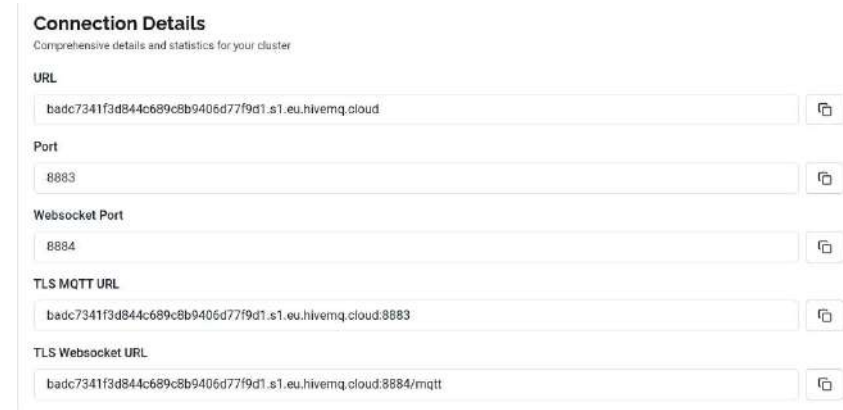 Connection Details
Comprehensive details and statistics for your cluster
URL
badc7341f3d844c689c8b9406d77f9d1.s1.eu.hivemq.cloud
Port
8883
Websocket Port
8884
TLS MQTT URL
badc7341f3d844c689c8b9406d77f9d1.s1.eu.hivemq.cloud:8883
TLS Websocket URL
badc7341f3d844c689c8b9406d77f9d1.s1.eu.hivemq.cloud:8884/mqtt